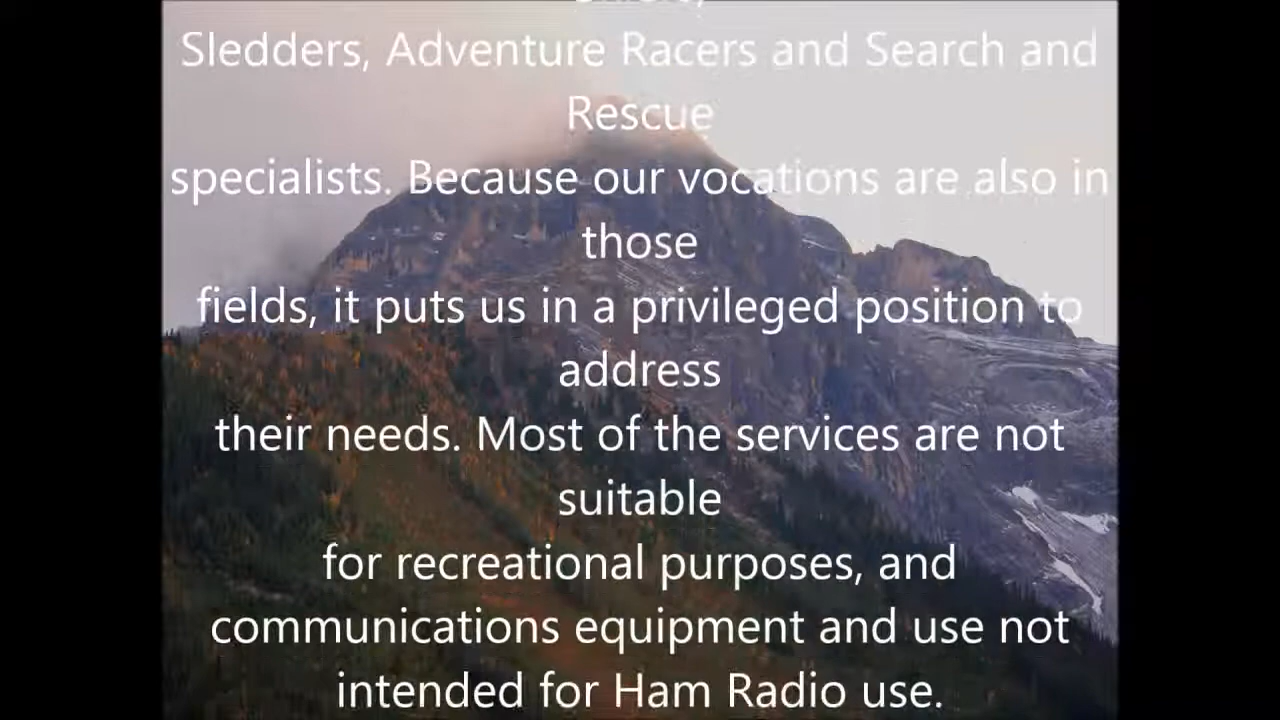 Sledders, Adventure Racers and Search and
Rescue
specialists. Because our vocations are also in
those
fields, it puts us in a privileged position to
address
their needs. Most of the services are not
suitable
for recreational purposes, and
communications equipment and use not
intended for Ham Radio use.